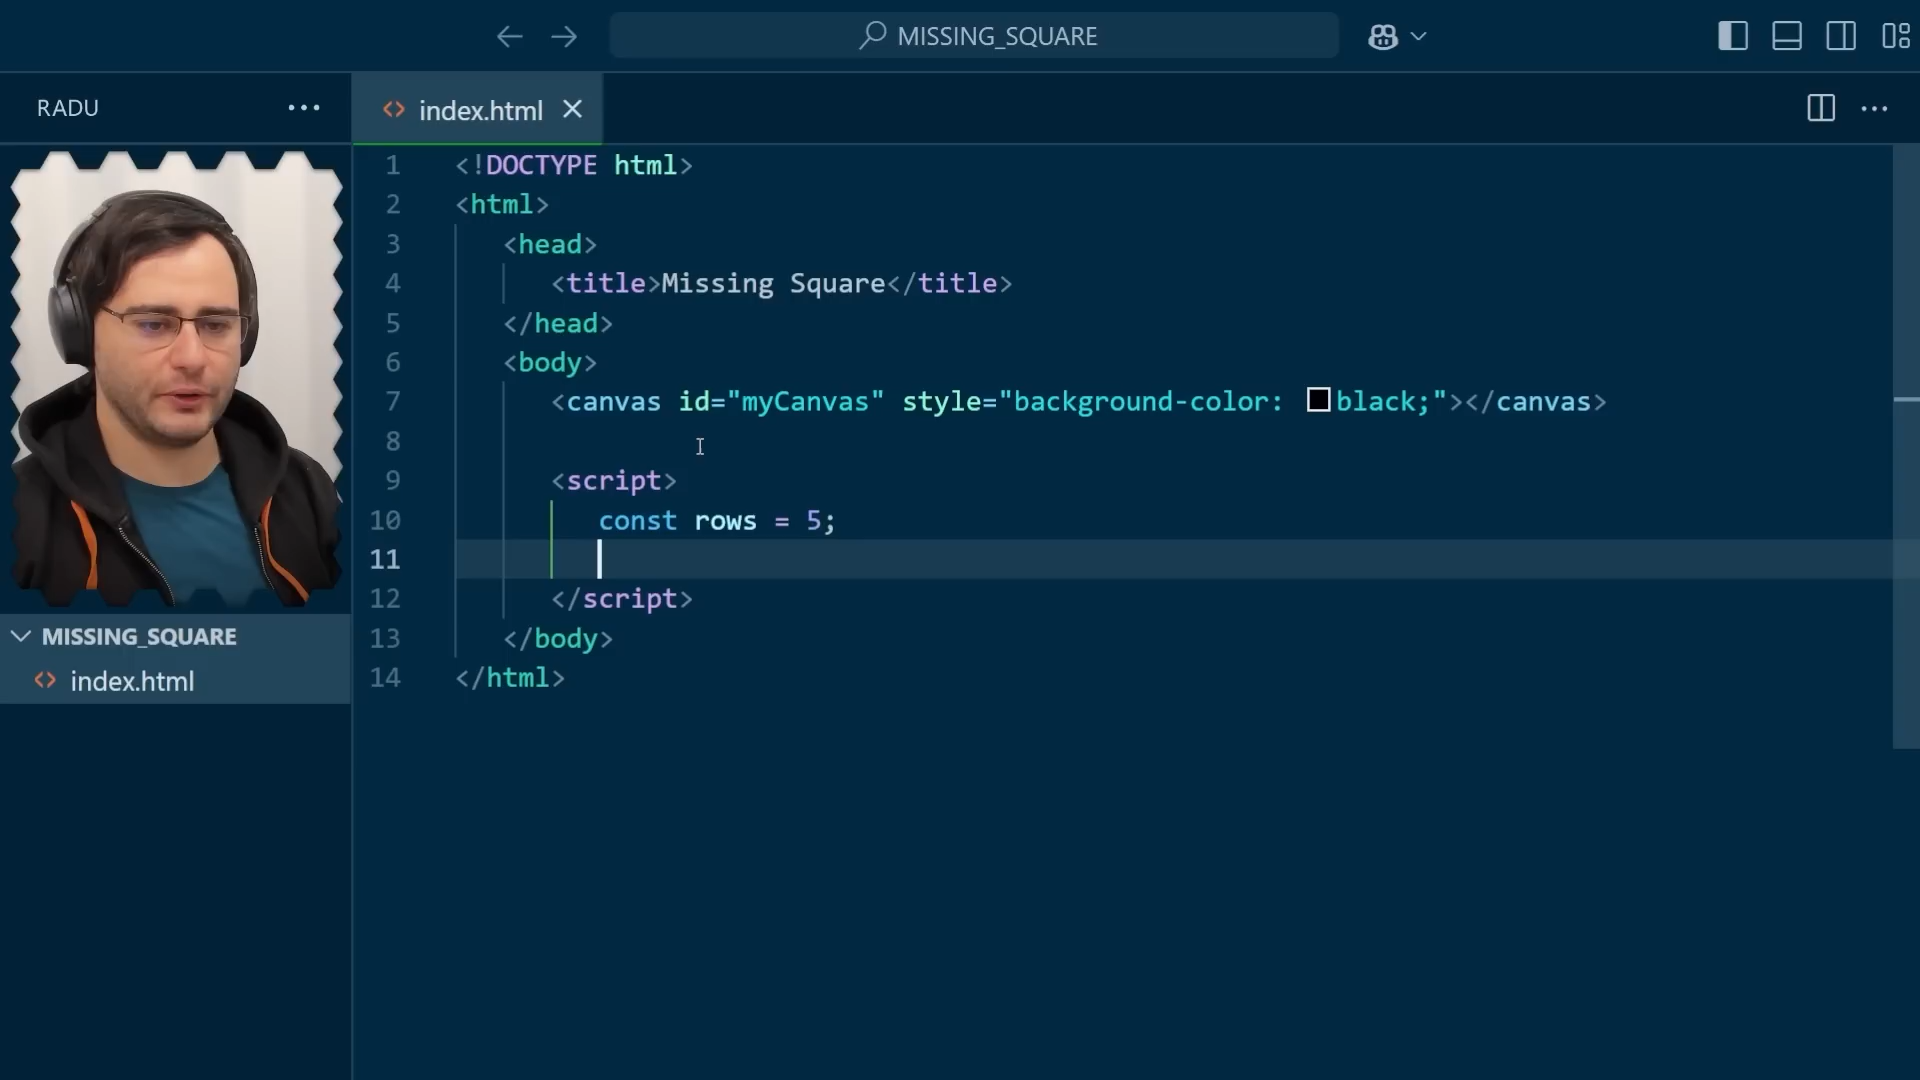 MISSING_SQUARE
RADU
index.html
1 <!DOCTYPE html>
2 <html>
3 <head>
4 <title>Missing Square</title>
5 </head>
6 <body>
7 <canvas id="myCanvas" style="background-color: black;"></canvas>
8
9 <script>
10 const rows = 5;
11
12 </script>
13 </body>
14 </html>
MISSING_SQUARE
index.html